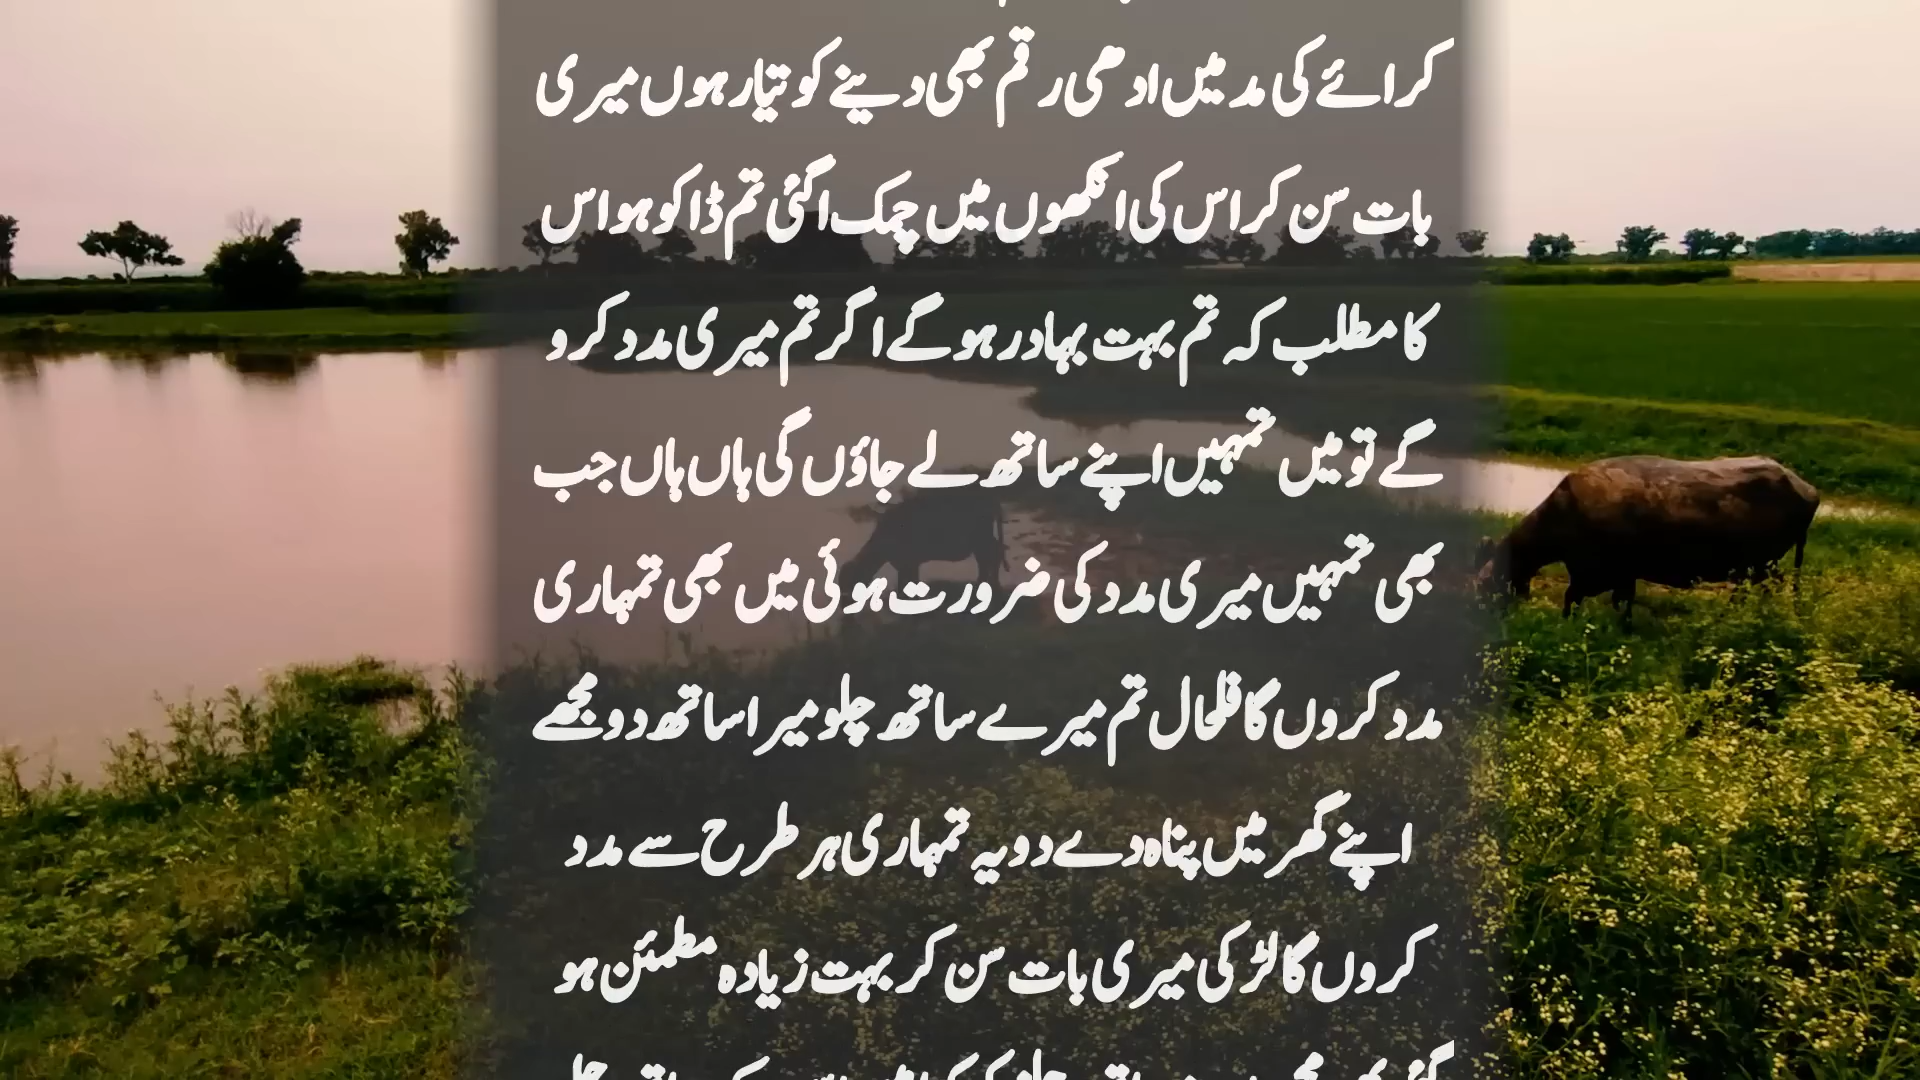 کرائے کی مد میں ادھی رقم بھی دینے کو تیار ہوں میری
بات سن کر اس کی انکھوں میں چمک اگئی تم ڈاکو ہو اس
کا مطلب کہ تم بہت بہادر ہو گے اگر تم میری مدد کرو
گے تو میں تمہیں اپنے ساتھ لے جاؤں گی ہاں ہاں جب
بھی تمہیں میری مدد کی ضرورت ہوئی میں بھی تمہاری
مدد کروں گا فلحال تم میرے ساتھ چلو میرا ساتھ دو مجھے
اپنے گھر میں پناہ دے دو یہ تمہاری ہر طرح سے مدد
کروں گا لڑکی میری بات سن کر بہت زیادہ مطمئن ہو